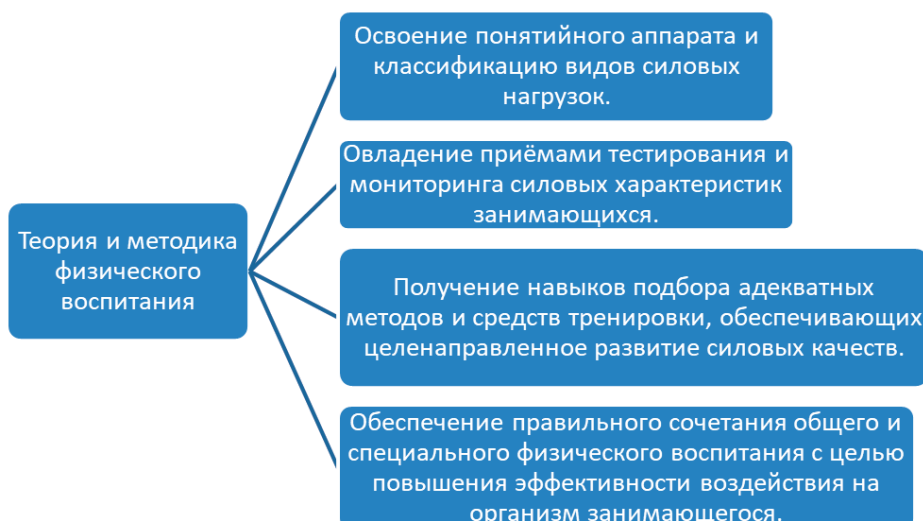 Освоение понятийного аппарата и
классификацию видов силовых
нагрузок.
Овладение приёмами тестирования и
мониторинга силовых характеристик
занимающихся.
Теория и методика
физического
воспитания
Получение навыков подбора адекватных
методов и средств тренировки, обеспечивающих
целенаправленное развитие силовых качеств.
Обеспечение правильного сочетания общего и
специального физического воспитания с целью
повышения эффективности воздействия на
организм занимающегося.